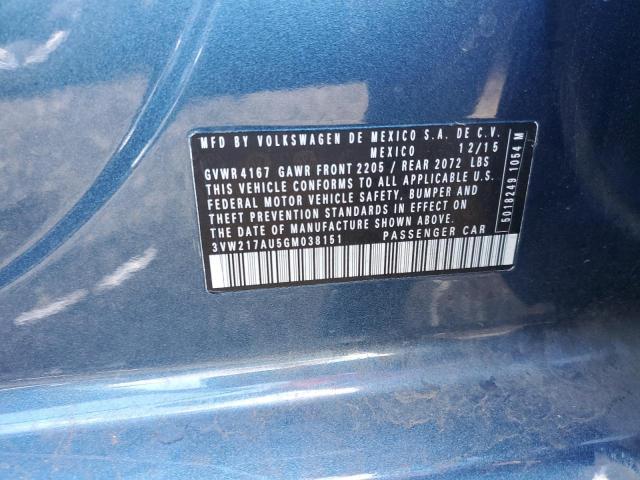 MFD BY VOLKSWAGEN DE MEXICO S.A. DE C.V.
MEXICO 12/15
GVWR 4167 GAWR FRONT 2205 / REAR 2072 LBS
THIS VEHICLE CONFORMS TO ALL APPLICABLE U.S.
FEDERAL MOTOR VEHICLE SAFETY, BUMPER AND
THEFT PREVENTION STANDARDS IN EFFECT ON
THE DATE OF MANUFACTURE SHOWN ABOVE.
3VW217AU5GM038151 PASSENGER CAR
5018249 1054 M